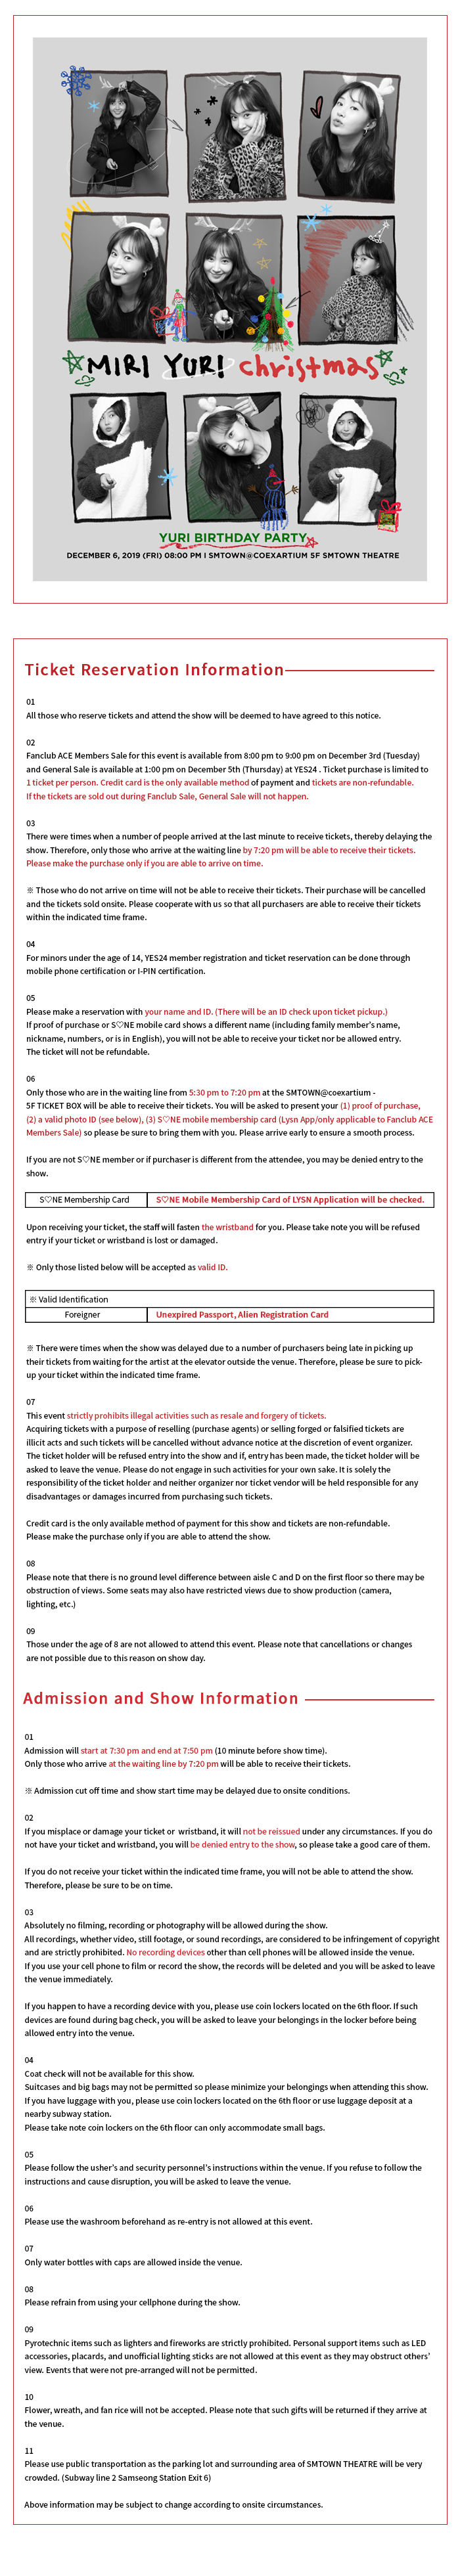 MIRI YURI christmas
YURI BIRTHDAY PARTY
DECEMBER 6, 2019 (FRI) 08:00 PM I SMTOWN@COEXARTIUM 5F SMTOWN THEATRE
Ticket Reservation Information
01
All those who reserve tickets and attend the show will be deemed to have agreed to this notice.
02
Fanclub ACE Members Sale for this event is available from 8:00 pm to 9:00 pm on December 3rd (Tuesday)
and General Sale is available at 1:00 pm on December 5th (Thursday) at YES24 . Ticket purchase is limited to
1 ticket per person. Credit card is the only available method of payment and tickets are non-refundable.
If the tickets are sold out during Fanclub Sale, General Sale will not happen.
03
There were times when a number of people arrived at the last minute to receive tickets, thereby delaying the
show. Therefore, only those who arrive at the waiting line by 7:20 pm will be able to receive their tickets.
Please make the purchase only if you are able to arrive on time.
※ Those who do not arrive on time will not be able to receive their tickets. Their purchase will be cancelled
and the tickets sold onsite. Please cooperate with us so that all purchasers are able to receive their tickets
within the indicated time frame.
04
For minors under the age of 14, YES24 member registration and ticket reservation can be done through
mobile phone certification or I-PIN certification.
05
Please make a reservation with your name and ID. (There will be an ID check upon ticket pickup.)
If proof of purchase or S♡NE mobile card shows a different name (including family member's name,
nickname, numbers, or is in English), you will not be able to receive your ticket nor be allowed entry.
The ticket will not be refundable.
06
Only those who are in the waiting line from 5:30 pm to 7:20 pm at the SMTOWN@coexartium -
5F TICKET BOX will be able to receive their tickets. You will be asked to present your (1) proof of purchase,
(2) a valid photo ID (see below), (3) S♡NE mobile membership card (Lysn App/only applicable to Fanclub ACE
Members Sale) so please be sure to bring them with you. Please arrive early to ensure a smooth process.
If you are not S♡NE member or if purchaser is different from the attendee, you may be denied entry to the
show.
S♡NE Membership Card S♡NE Mobile Membership Card of LYSN Application will be checked.
Upon receiving your ticket, the staff will fasten the wristband for you. Please take note you will be refused
entry if your ticket or wristband is lost or damaged.
※ Only those listed below will be accepted as valid ID.
※ Valid Identification
Foreigner Unexpired Passport, Alien Registration Card
※ There were times when the show was delayed due to a number of purchasers being late in picking up
their tickets from waiting for the artist at the elevator outside the venue. Therefore, please be sure to pick-
up your ticket within the indicated time frame.
07
This event strictly prohibits illegal activities such as resale and forgery of tickets.
Acquiring tickets with a purpose of reselling (purchase agents) or selling forged or falsified tickets are
illicit acts and such tickets will be cancelled without advance notice at the discretion of event organizer.
The ticket holder will be refused entry into the show and if, entry has been made, the ticket holder will be
asked to leave the venue. Please do not engage in such activities for your own sake. It is solely the
responsibility of the ticket holder and neither organizer nor ticket vendor will be held responsible for any
disadvantages or damages incurred from purchasing such tickets.
Credit card is the only available method of payment for this show and tickets are non-refundable.
Please make the purchase only if you are able to attend the show.
08
Please note that there is no ground level difference between aisle C and D on the first floor so there may be
obstruction of views. Some seats may also have restricted views due to show production (camera,
lighting, etc.)
09
Those under the age of 8 are not allowed to attend this event. Please note that cancellations or changes
are not possible due to this reason on show day.
Admission and Show Information
01
Admission will start at 7:30 pm and end at 7:50 pm (10 minute before show time).
Only those who arrive at the waiting line by 7:20 pm will be able to receive their tickets.
※ Admission cut off time and show start time may be delayed due to onsite conditions.
02
If you misplace or damage your ticket or wristband, it will not be reissued under any circumstances. If you do
not have your ticket and wristband, you will be denied entry to the show, so please take a good care of them.
If you do not receive your ticket within the indicated time frame, you will not be able to attend the show.
Therefore, please be sure to be on time.
03
Absolutely no filming, recording or photography will be allowed during the show.
All recordings, whether video, still footage, or sound recordings, are considered to be infringement of copyright
and are strictly prohibited. No recording devices other than cell phones will be allowed inside the venue.
If you use your cell phone to film or record the show, the records will be deleted and you will be asked to leave
the venue immediately.
If you happen to have a recording device with you, please use coin lockers located on the 6th floor. If such
devices are found during bag check, you will be asked to leave your belongings in the locker before being
allowed entry into the venue.
04
Coat check will not be available for this show.
Suitcases and big bags may not be permitted so please minimize your belongings when attending this show.
If you have luggage with you, please use coin lockers located on the 6th floor or use luggage deposit at a
nearby subway station.
Please take note coin lockers on the 6th floor can only accommodate small bags.
05
Please follow the usher's and security personnel's instructions within the venue. If you refuse to follow the
instructions and cause disruption, you will be asked to leave the venue.
06
Please use the washroom beforehand as re-entry is not allowed at this event.
07
Only water bottles with caps are allowed inside the venue.
08
Please refrain from using your cellphone during the show.
09
Pyrotechnic items such as lighters and fireworks are strictly prohibited. Personal support items such as LED
accessories, placards, and unofficial lighting sticks are not allowed at this event as they may obstruct others'
view. Events that were not pre-arranged will not be permitted.
10
Flower, wreath, and fan rice will not be accepted. Please note that such gifts will be returned if they arrive at
the venue.
11
Please use public transportation as the parking lot and surrounding area of SMTOWN THEATRE will be very
crowded. (Subway line 2 Samseong Station Exit 6)
Above information may be subject to change according to onsite circumstances.